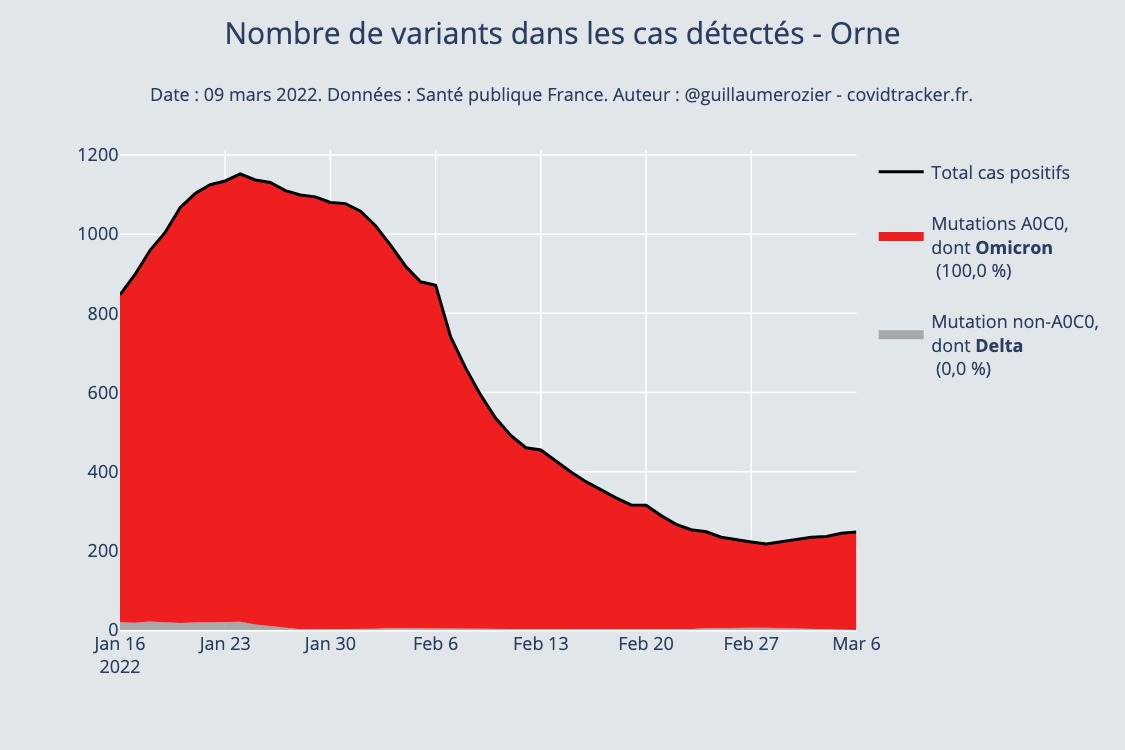 Nombre de variants dans les cas détectés - Orne
Date : 09 mars 2022. Données : Santé publique France. Auteur : @guillaumerozier - covidtracker.fr.
1200
1000
800
600
400
200
0
Jan 16
2022
Jan 23
Jan 30
Feb 6
Feb 13
Feb 20
Feb 27
Mar 6
Total cas positifs
Mutations A0C0,
dont Omicron
(100,0 %)
Mutation non-A0C0,
dont Delta
(0,0 %)